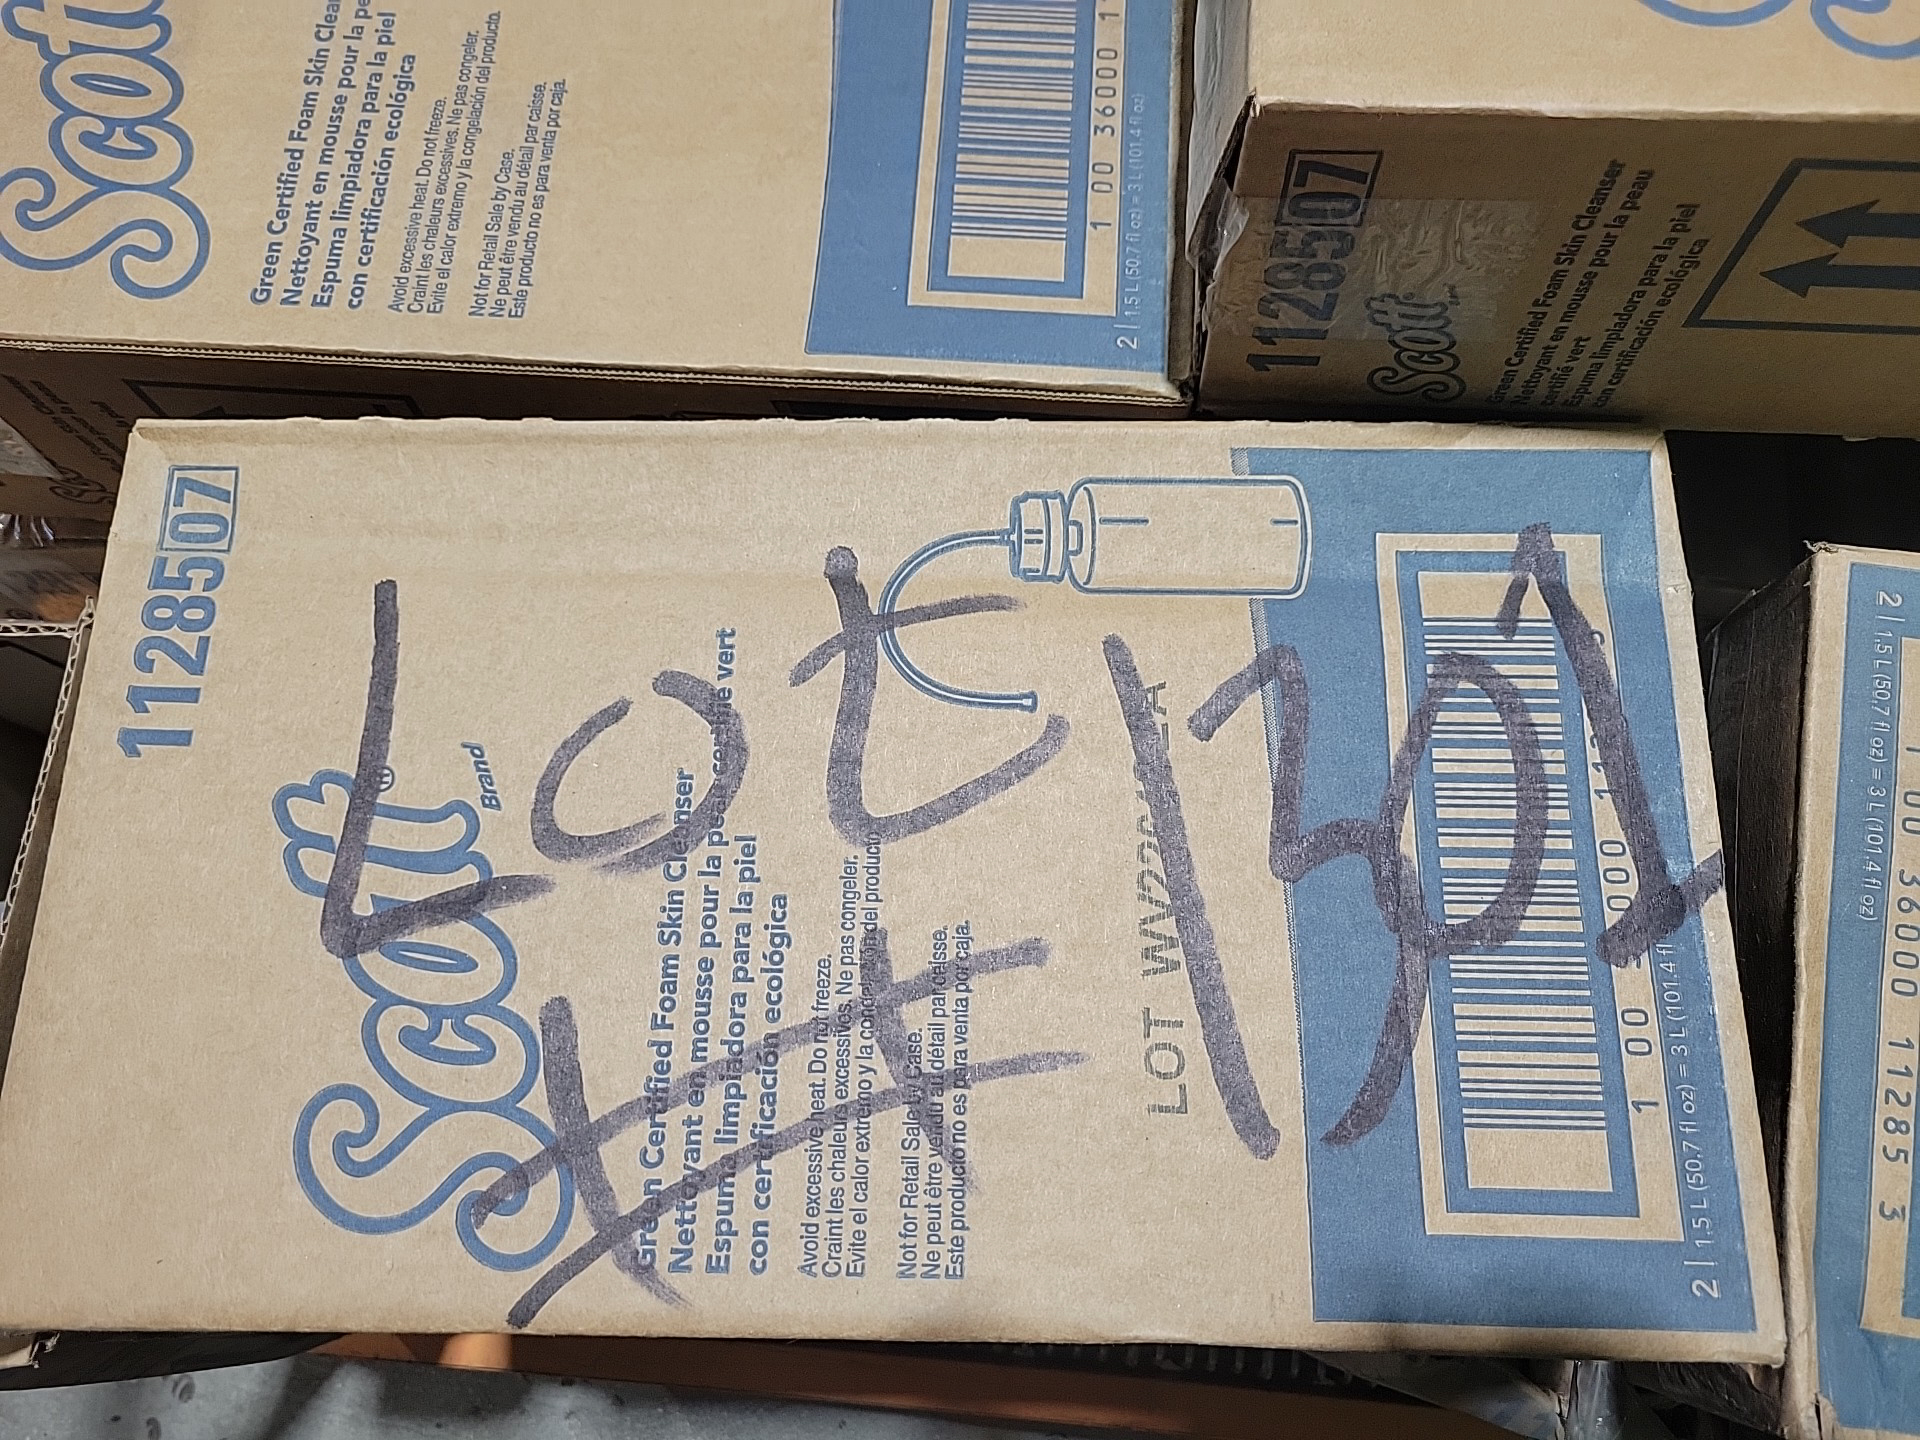 Scott
Green Certified Foam Skin
Nettoyant en mousse pour la
Espuma limpiadora para la piel
con certificación ecológica
Avoid excessive heat. Do not freeze.
Craint les chaleurs excessives. Ne pas congeler.
Evite el calor extremo y la congelación del producto.
Not for Retail Sale by Case.
Ne peut être vendu au détail par caisse.
Este producto no es para venta por caja.
1 00 36000
2 | 1.5 L (50.7 fl oz) = 3 L (101.4 fl oz)
11285 07
Scott
Green Certified Foam Skin Cleanser
Nettoyant en mousse pour la peau
certifié vert
Espuma limpiadora para la piel
con certificación ecológica
11285 07
Scott®
Brand
Green Certified Foam Skin Cleanser
Nettoyant en mousse pour la peau certifié vert
Espuma limpiadora para la piel
con certificación ecológica
Avoid excessive heat. Do not freeze.
Craint les chaleurs excessives. Ne pas congeler.
Evite el calor extremo y la congelación del producto
Not for Retail Sale by Case.
Ne peut être vendu au détail par caisse.
Este producto no es para venta por caja.
LOT
1 00
2 | 1.5 L (50.7 fl oz) = 3 L (101.4 fl
Lot
# 1301
00 36000 11285 3
2 | 1.5 L (50.7 fl oz) = 3 L (101.4 fl oz)